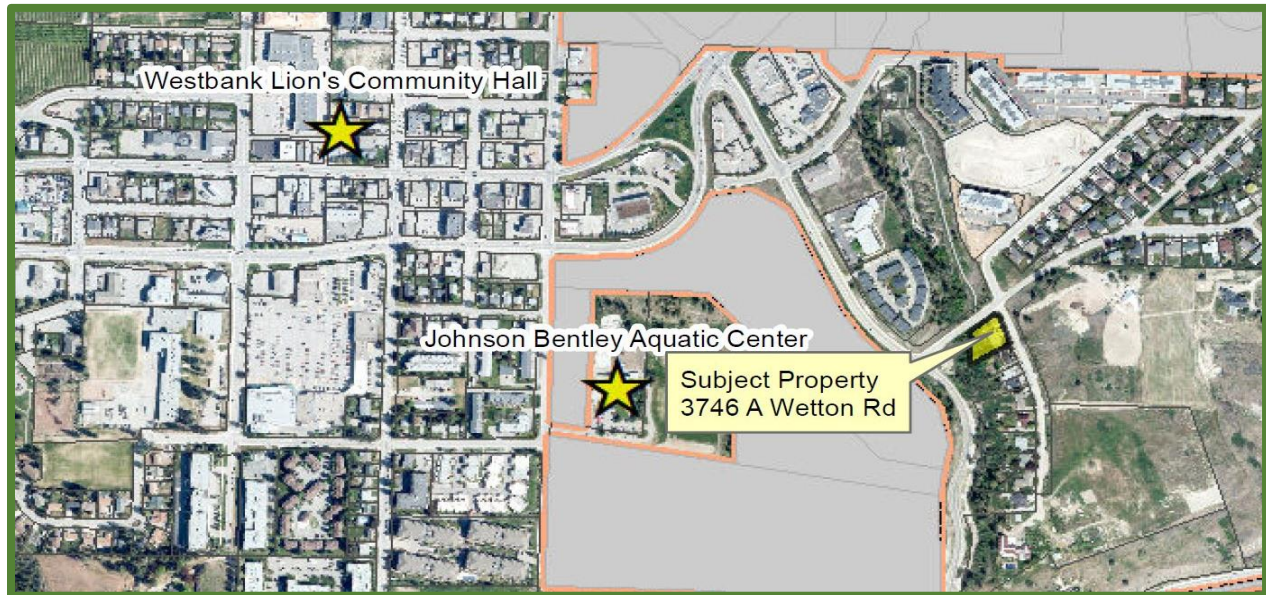 Westbank Lion's Community Hall
Johnson Bentley Aquatic Center
Subject Property
3746 A Wetton Rd